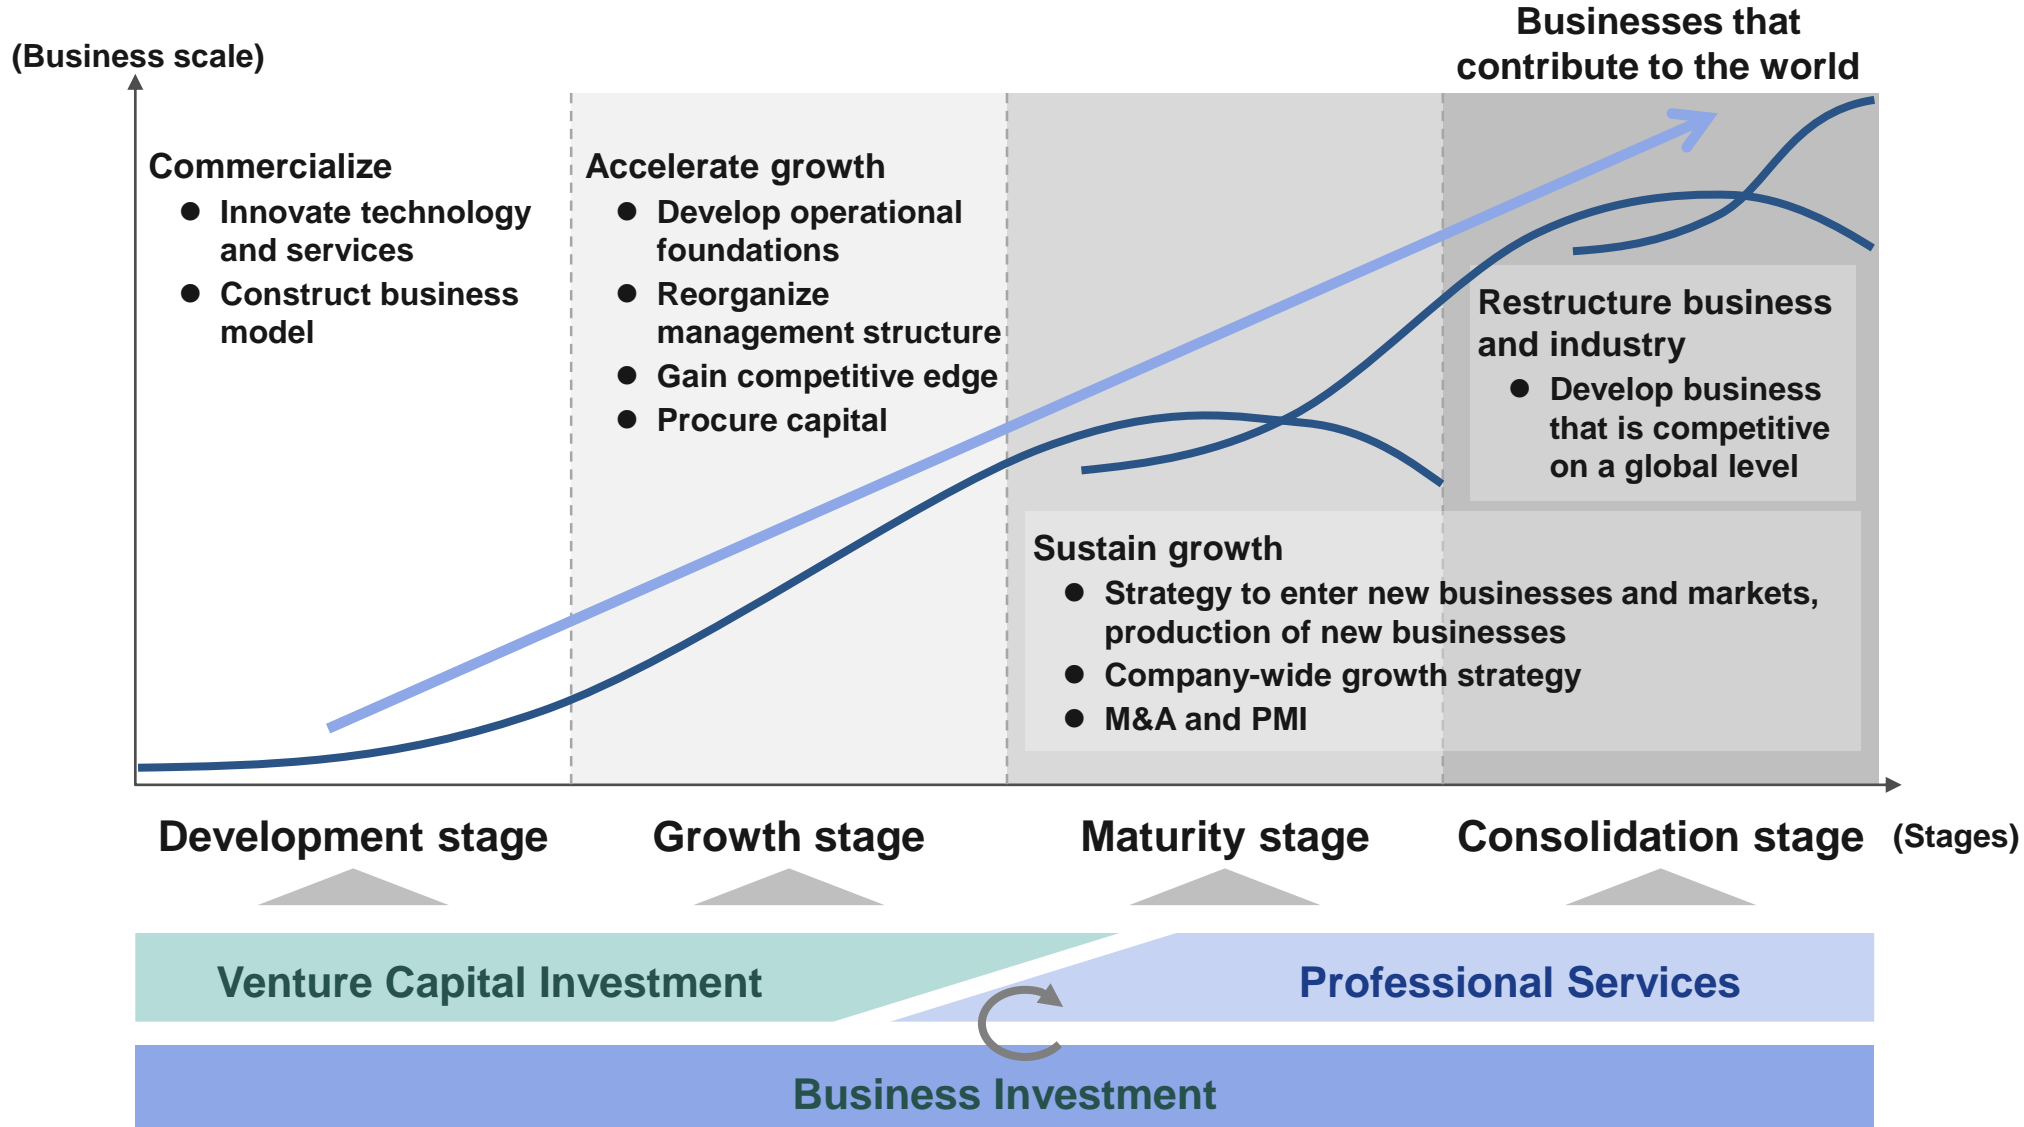 Businesses that
contribute to the world
(Business scale)
Commercialize
● Innovate technology
and services
● Construct business
model
Accelerate growth
● Develop operational
foundations
● Reorganize
management structure
● Gain competitive edge
● Procure capital
Restructure business
and industry
● Develop business
that is competitive
on a global level
Sustain growth
● Strategy to enter new businesses and markets,
production of new businesses
● Company-wide growth strategy
● M&A and PMI
Development stage
Growth stage
Maturity stage
Consolidation stage
(Stages)
Venture Capital Investment
Professional Services
Business Investment